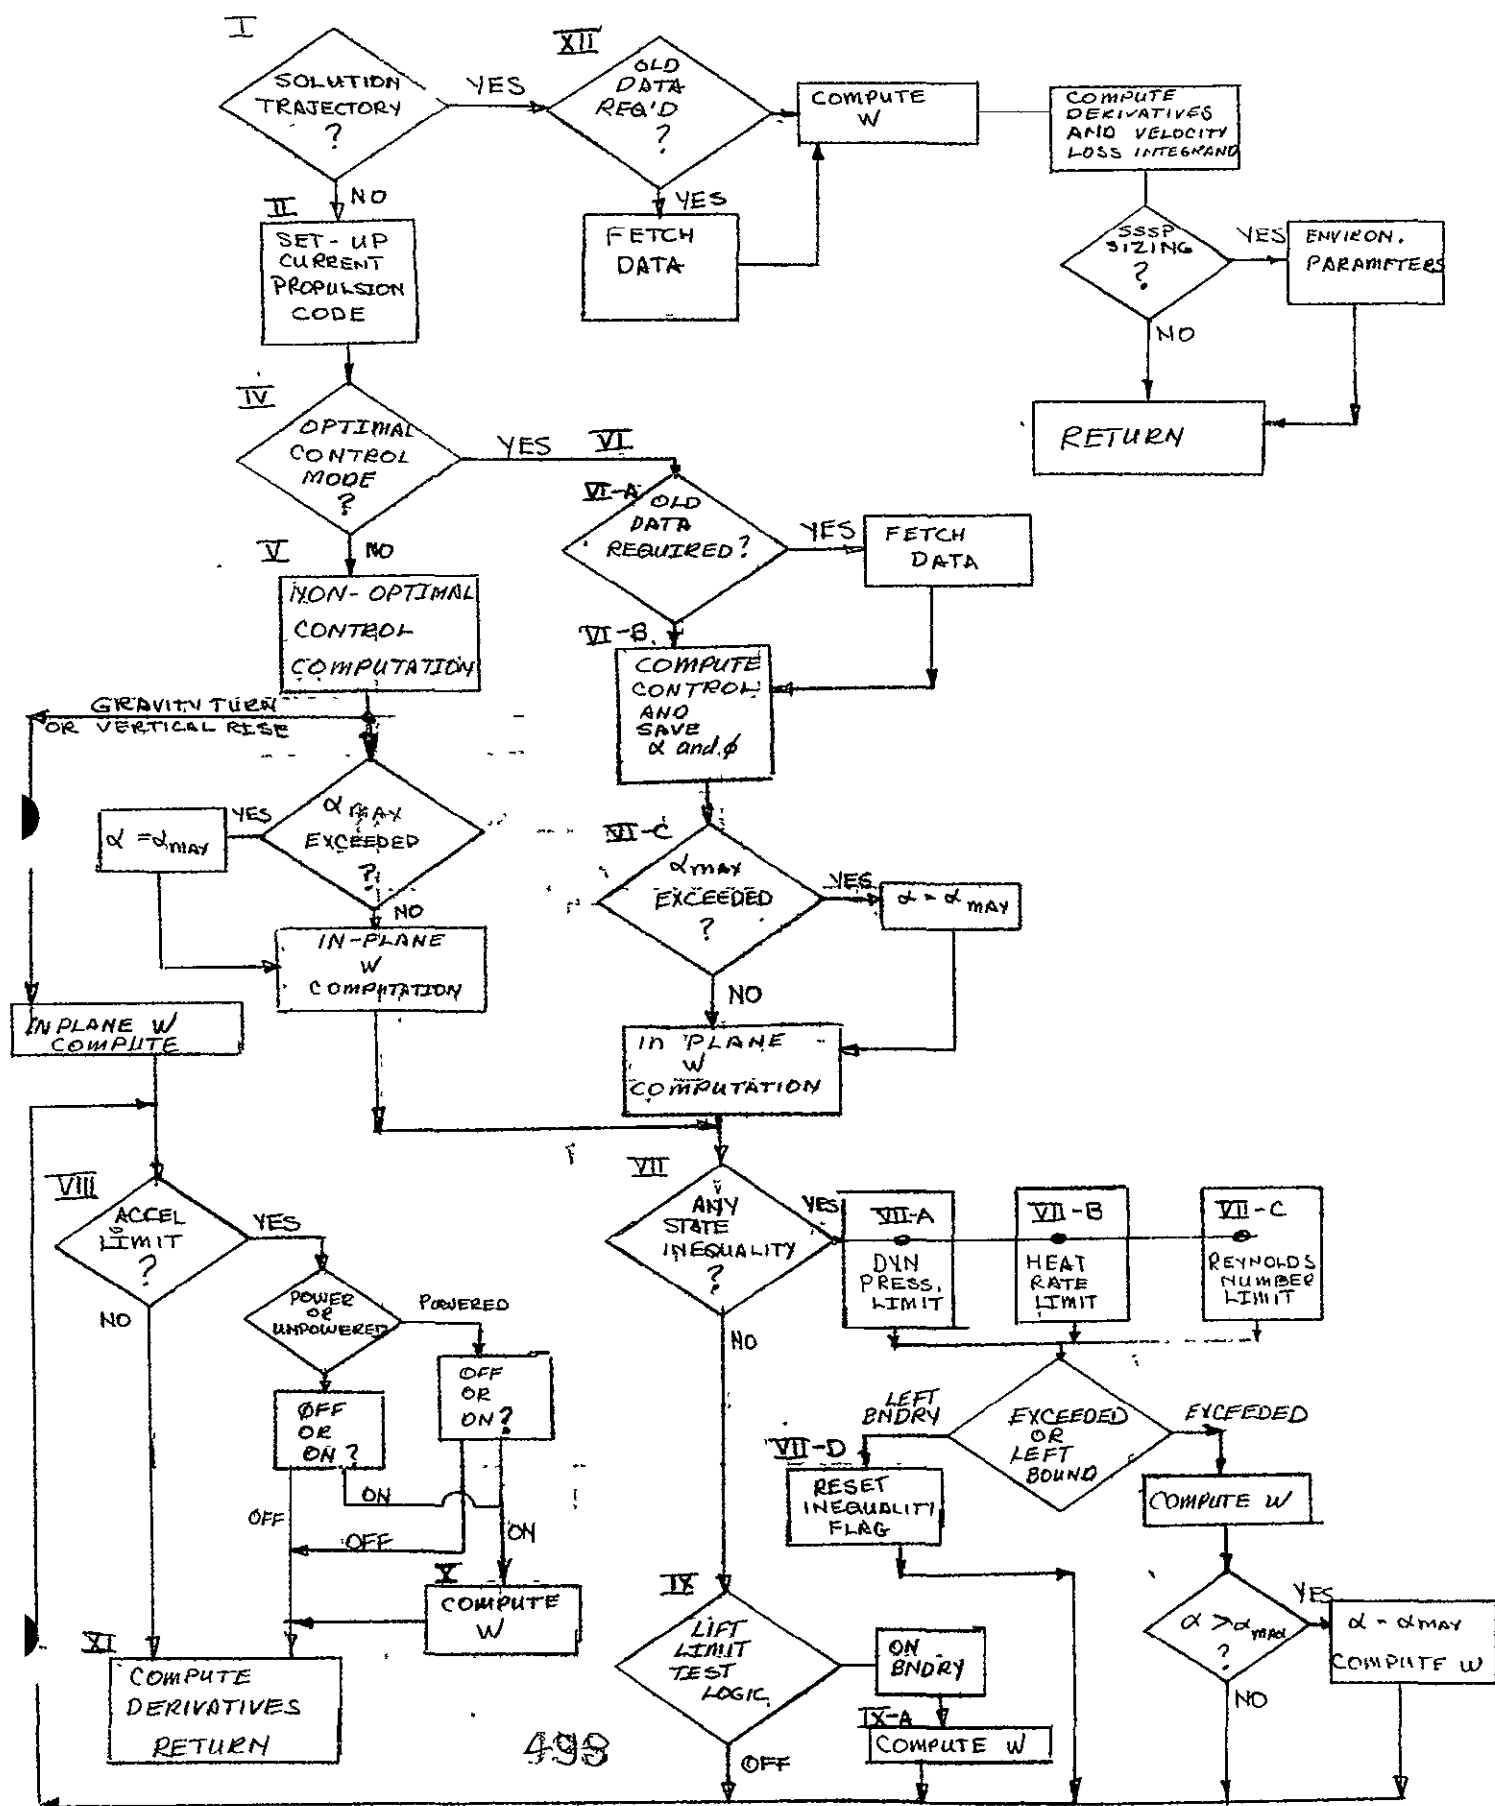 I
SOLUTION
TRAJECTORY
?
YES
XII
OLD
DATA
REQ'D
?
COMPUTE
W
COMPUTE
DERIVATIVES
AND VELOCITY
LOSS INTEGRAND
NO
YES
II
SET-UP
CURRENT
PROPULSION
CODE
FETCH
DATA
SSSP
SIZING
?
YES
ENVIRON.
PARAMETERS
NO
RETURN
IV
OPTIMAL
CONTROL
MODE
?
YES
VI
VI-A
OLD
DATA
REQUIRED?
YES
FETCH
DATA
V
NO
NON-OPTIMAL
CONTROL
COMPUTATION
VI-B.
COMPUTE
CONTROL
AND
SAVE
α and ϕ
GRAVITY TURN
OR VERTICAL RISE
α MAX
EXCEEDED
?
YES
α = αMAX
NO
VI-C
αMAX
EXCEEDED
?
YES
α = αMAX
NO
IN-PLANE
W
COMPUTATION
IN PLANE W
COMPUTE
In PLANE
W
COMPUTATION
VIII
ACCEL
LIMIT
?
YES
NO
POWER
OR
UNPOWERED
POWERED
OFF
OR
ON?
OFF
OR
ON?
ON
OFF
OFF
ON
X
COMPUTE
W
XI
COMPUTE
DERIVATIVES
RETURN
VII
ANY
STATE
INEQUALITY
?
YES
NO
VII-A
DYN
PRESS.
LIMIT
VII-B
HEAT
RATE
LIMIT
VII-C
REYNOLDS
NUMBER
LIMIT
LEFT
BNDRY
EXCEEDED
OR
LEFT
BOUND
EXCEEDED
VII-D
RESET
INEQUALITY
FLAG
COMPUTE W
α > αMAX
?
YES
α = αMAX
COMPUTE W
NO
IX
LIFT
LIMIT
TEST
LOGIC
ON
BNDRY
IX-A
COMPUTE W
OFF
498